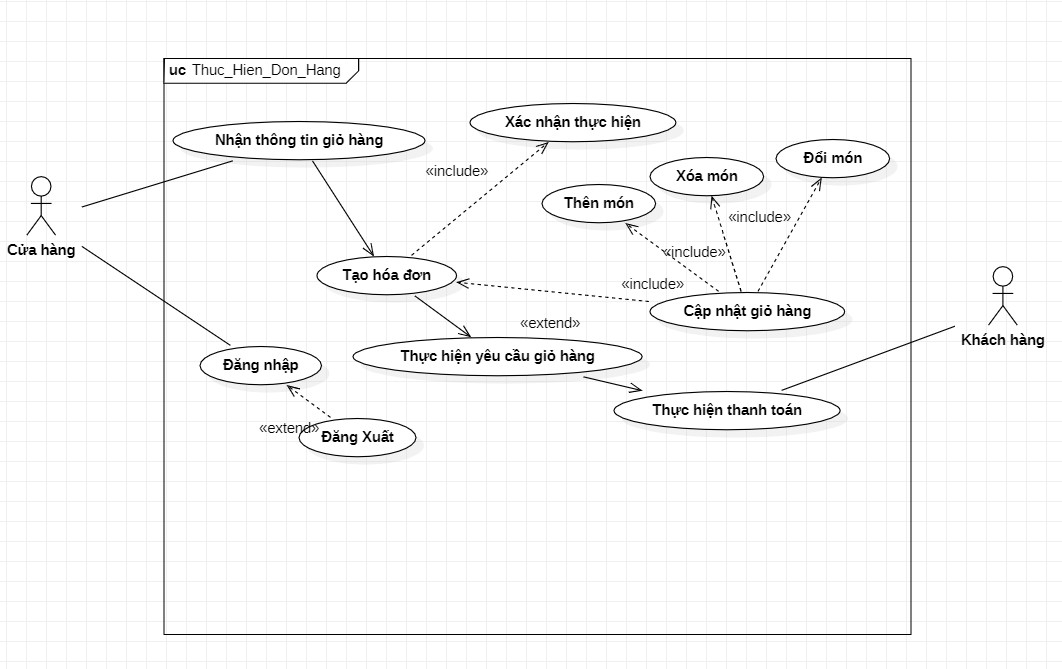 uc Thuc_Hien_Don_Hang
Xác nhận thực hiện
Nhận thông tin giỏ hàng
Đổi món
«include»
Xóa món
Thên món
«include»
Cửa hàng
«include»
Tạo hóa đơn
«include»
Cập nhật giỏ hàng
«extend»
Khách hàng
Thực hiện yêu cầu giỏ hàng
Đăng nhập
Thực hiện thanh toán
«extend»
Đăng Xuất